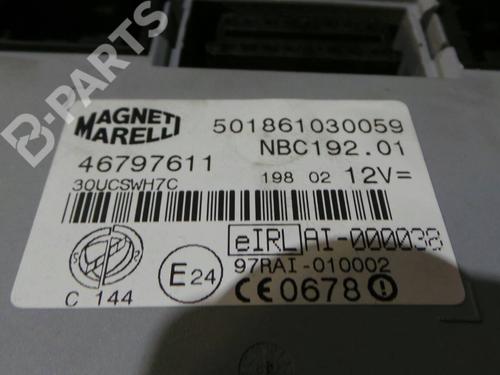 B-PARTS
MAGNETI MARELLI
501861030059
NBC192.01
46797611
30UCSWH7C
198 02 12V=
eIRL AI-000038
97RAI-010002
C 144
E24
CE0678